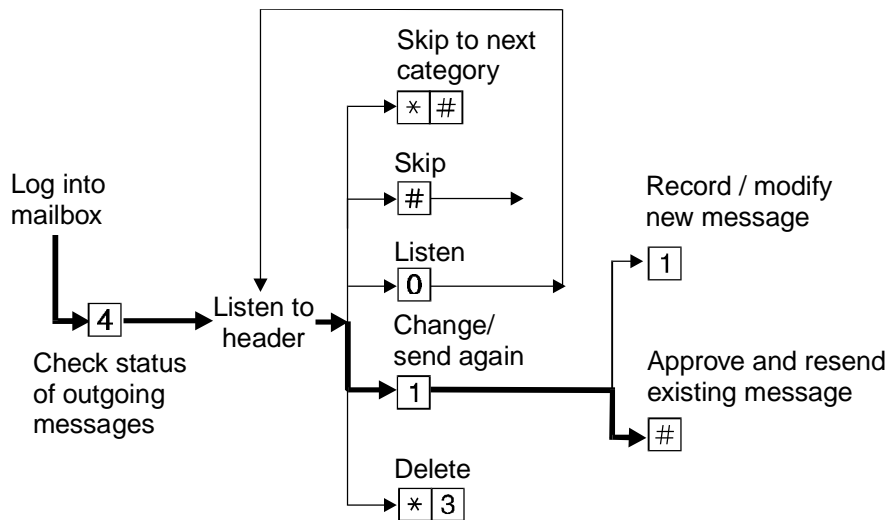 Log into
mailbox
4
Check status
of outgoing
messages
Listen to
header
Skip to next
category
* #
Skip
#
Listen
0
Change/
send again
1
Delete
* 3
Record / modify
new message
1
Approve and resend
existing message
#